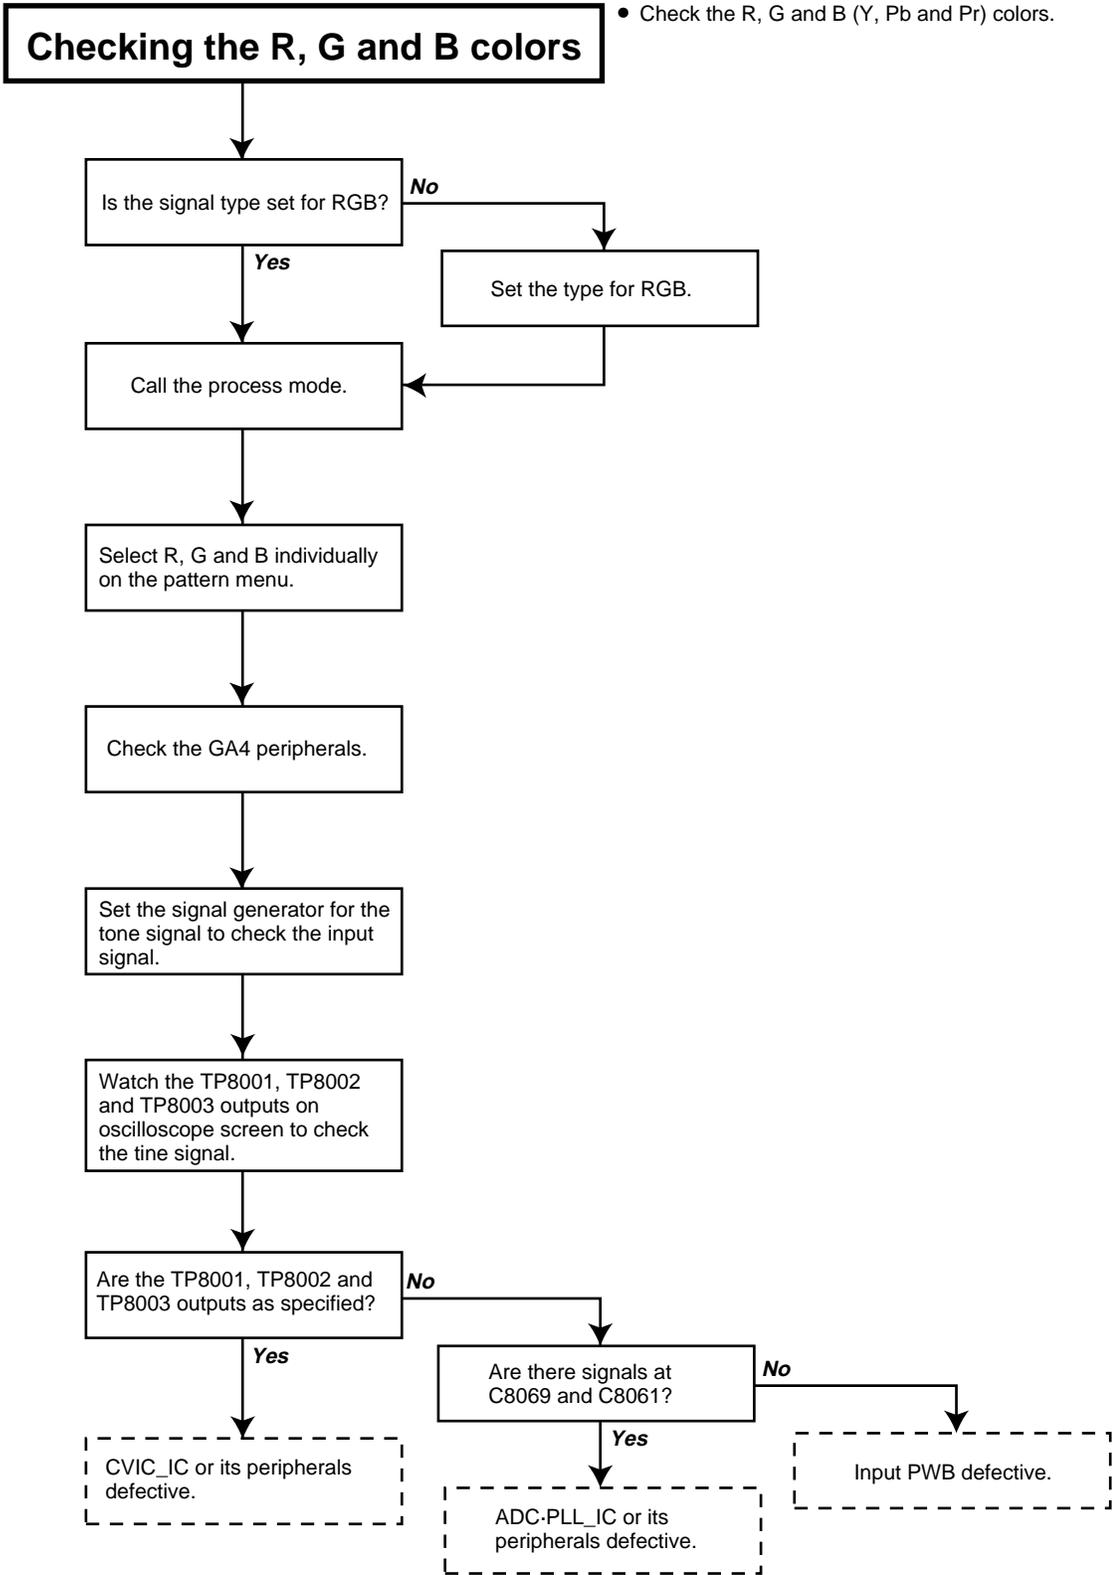 Checking the R, G and B colors
● Check the R, G and B (Y, Pb and Pr) colors.
Is the signal type set for RGB?
No
Yes
Set the type for RGB.
Call the process mode.
Select R, G and B individually
on the pattern menu.
Check the GA4 peripherals.
Set the signal generator for the
tone signal to check the input
signal.
Watch the TP8001, TP8002
and TP8003 outputs on
oscilloscope screen to check
the tine signal.
Are the TP8001, TP8002 and
TP8003 outputs as specified?
No
Yes
Are there signals at
C8069 and C8061?
No
Yes
CVIC_IC or its peripherals
defective.
Input PWB defective.
ADC·PLL_IC or its
peripherals defective.